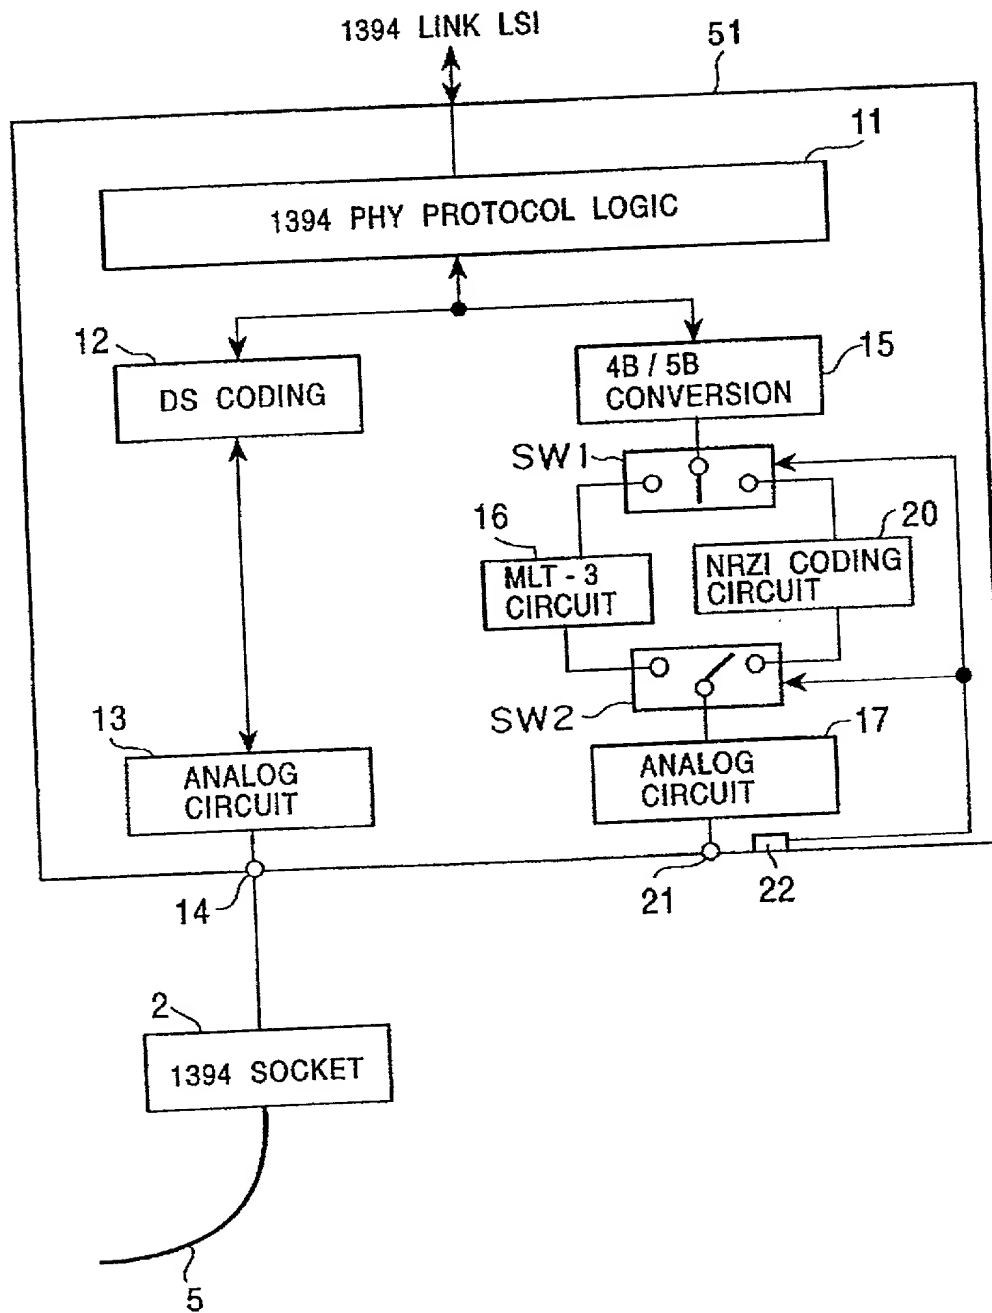 1394 LINK LSI
51
11
1394 PHY PROTOCOL LOGIC
12
DS CODING
4B / 5B
CONVERSION
15
SW1
16
MLT - 3
CIRCUIT
20
NRZI CODING
CIRCUIT
SW2
13
ANALOG
CIRCUIT
17
ANALOG
CIRCUIT
14
21
22
2
1394 SOCKET
5